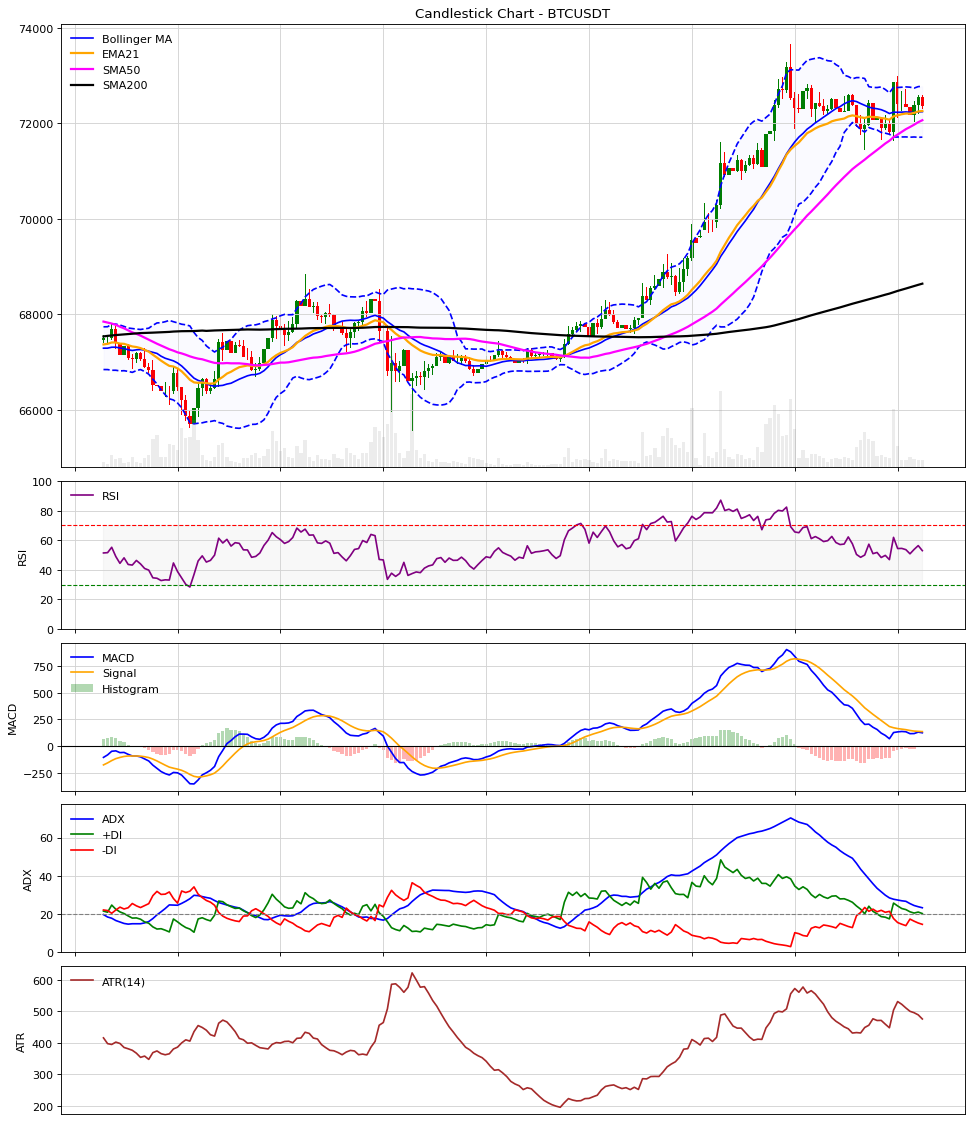 Candlestick Chart - BTCUSDT
74000
72000
70000
68000
66000
Bollinger MA
EMA21
SMA50
SMA200
100
80
60
40
20
0
RSI
RSI
750
500
250
0
−250
MACD
MACD
Signal
Histogram
60
40
20
0
ADX
ADX
+DI
-DI
600
500
400
300
200
ATR
ATR(14)